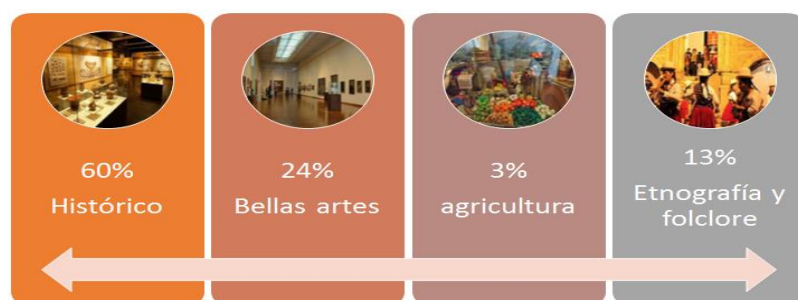 60%
Histórico
24%
Bellas artes
3%
agricultura
13%
Etnografía y
folclore